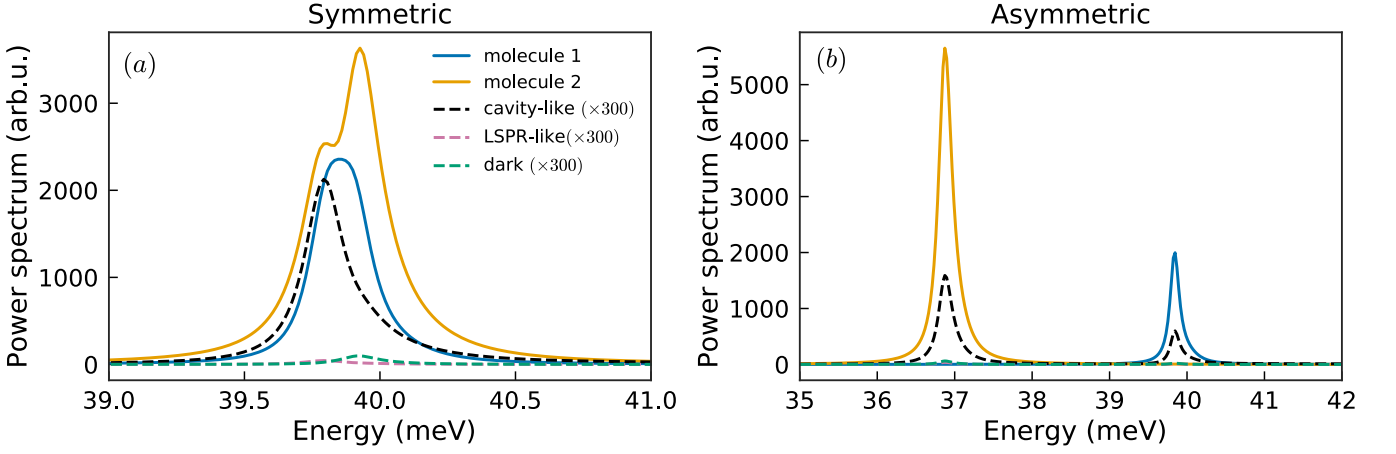 Symmetric
(a)
molecule 1
molecule 2
cavity-like (×300)
LSPR-like(×300)
dark (×300)
Power spectrum (arb.u.)
3000
2000
1000
0
39.0 39.5 40.0 40.5 41.0
Energy (meV)
Asymmetric
(b)
Power spectrum (arb.u.)
5000
4000
3000
2000
1000
0
35 36 37 38 39 40 41 42
Energy (meV)